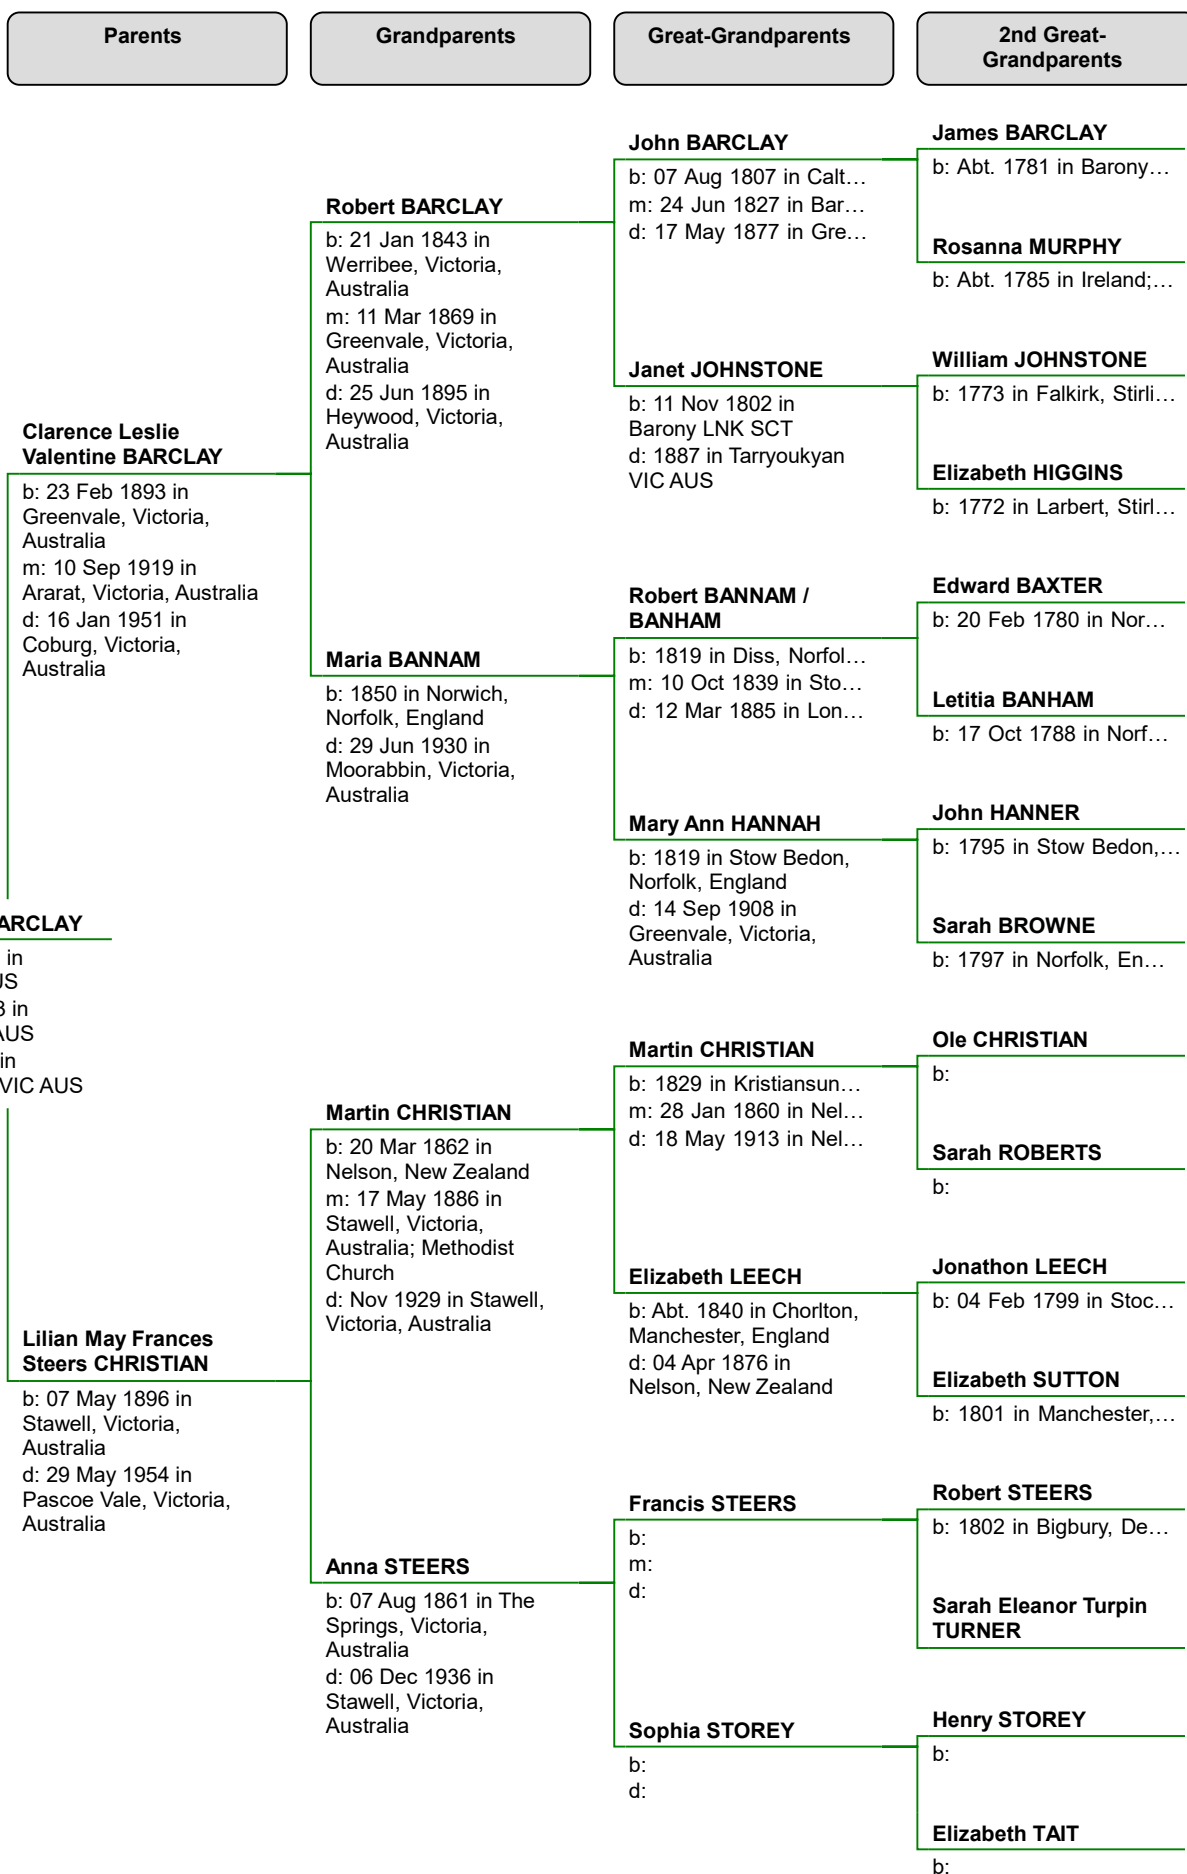 Parents
Grandparents
Great-Grandparents
2nd Great-
Grandparents
Clarence Leslie
Valentine BARCLAY
b: 23 Feb 1893 in
Greenvale, Victoria,
Australia
m: 10 Sep 1919 in
Ararat, Victoria, Australia
d: 16 Jan 1951 in
Coburg, Victoria,
Australia
ARCLAY
in
US
3 in
AUS
in
VIC AUS
Lilian May Frances
Steers CHRISTIAN
b: 07 May 1896 in
Stawell, Victoria,
Australia
d: 29 May 1954 in
Pascoe Vale, Victoria,
Australia
Robert BARCLAY
b: 21 Jan 1843 in
Werribee, Victoria,
Australia
m: 11 Mar 1869 in
Greenvale, Victoria,
Australia
d: 25 Jun 1895 in
Heywood, Victoria,
Australia
Maria BANNAM
b: 1850 in Norwich,
Norfolk, England
d: 29 Jun 1930 in
Moorabbin, Victoria,
Australia
Martin CHRISTIAN
b: 20 Mar 1862 in
Nelson, New Zealand
m: 17 May 1886 in
Stawell, Victoria,
Australia; Methodist
Church
d: Nov 1929 in Stawell,
Victoria, Australia
Anna STEERS
b: 07 Aug 1861 in The
Springs, Victoria,
Australia
d: 06 Dec 1936 in
Stawell, Victoria,
Australia
John BARCLAY
b: 07 Aug 1807 in Calt…
m: 24 Jun 1827 in Bar…
d: 17 May 1877 in Gre…
Janet JOHNSTONE
b: 11 Nov 1802 in
Barony LNK SCT
d: 1887 in Tarryoukyan
VIC AUS
Robert BANNAM /
BANHAM
b: 1819 in Diss, Norfol…
m: 10 Oct 1839 in Sto…
d: 12 Mar 1885 in Lon…
Mary Ann HANNAH
b: 1819 in Stow Bedon,
Norfolk, England
d: 14 Sep 1908 in
Greenvale, Victoria,
Australia
Martin CHRISTIAN
b: 1829 in Kristiansun…
m: 28 Jan 1860 in Nel…
d: 18 May 1913 in Nel…
Elizabeth LEECH
b: Abt. 1840 in Chorlton,
Manchester, England
d: 04 Apr 1876 in
Nelson, New Zealand
Francis STEERS
b:
m:
d:
Sophia STOREY
b:
d:
James BARCLAY
b: Abt. 1781 in Barony…
Rosanna MURPHY
b: Abt. 1785 in Ireland;…
William JOHNSTONE
b: 1773 in Falkirk, Stirli…
Elizabeth HIGGINS
b: 1772 in Larbert, Stirl…
Edward BAXTER
b: 20 Feb 1780 in Nor…
Letitia BANHAM
b: 17 Oct 1788 in Norf…
John HANNER
b: 1795 in Stow Bedon,…
Sarah BROWNE
b: 1797 in Norfolk, En…
Ole CHRISTIAN
b:
Sarah ROBERTS
b:
Jonathon LEECH
b: 04 Feb 1799 in Stoc…
Elizabeth SUTTON
b: 1801 in Manchester,…
Robert STEERS
b: 1802 in Bigbury, De…
Sarah Eleanor Turpin
TURNER
Henry STOREY
b:
Elizabeth TAIT
b: